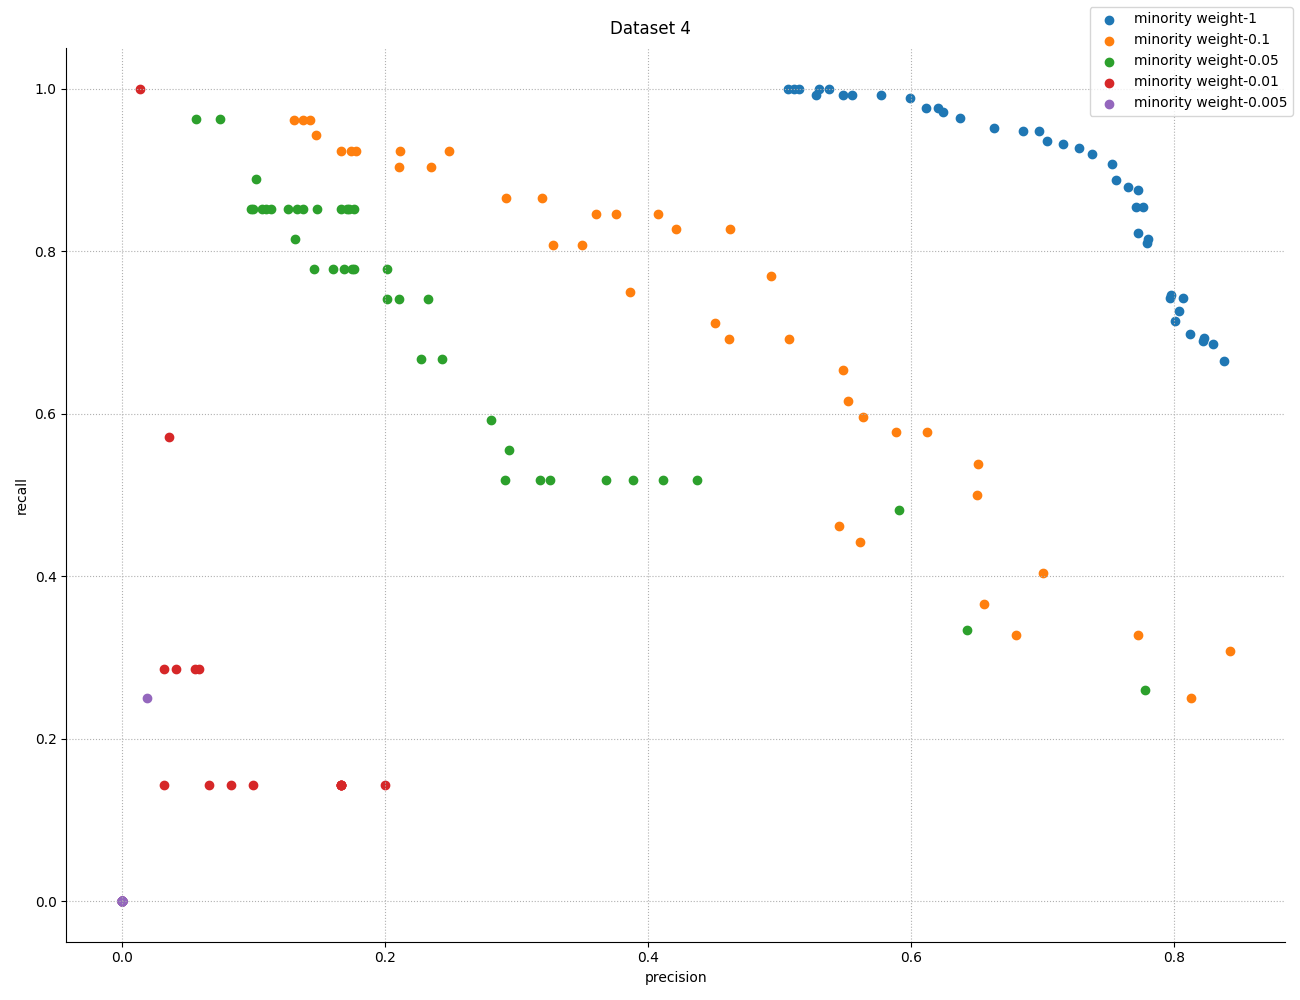 Dataset 4
minority weight-1
minority weight-0.1
minority weight-0.05
minority weight-0.01
minority weight-0.005
1.0
0.8
0.6
recall
0.4
0.2
0.0
0.0 0.2 0.4 0.6 0.8
precision